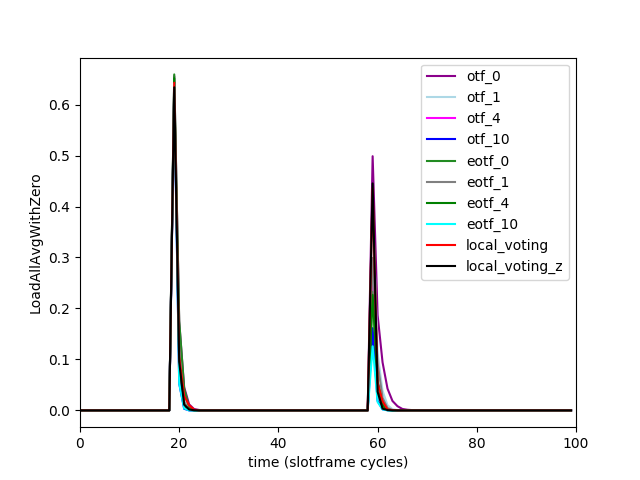 LoadAllAvgWithZero
0.6
0.5
0.4
0.3
0.2
0.1
0.0
0 20 40 60 80 100
time (slotframe cycles)
otf_0
otf_1
otf_4
otf_10
eotf_0
eotf_1
eotf_4
eotf_10
local_voting
local_voting_z